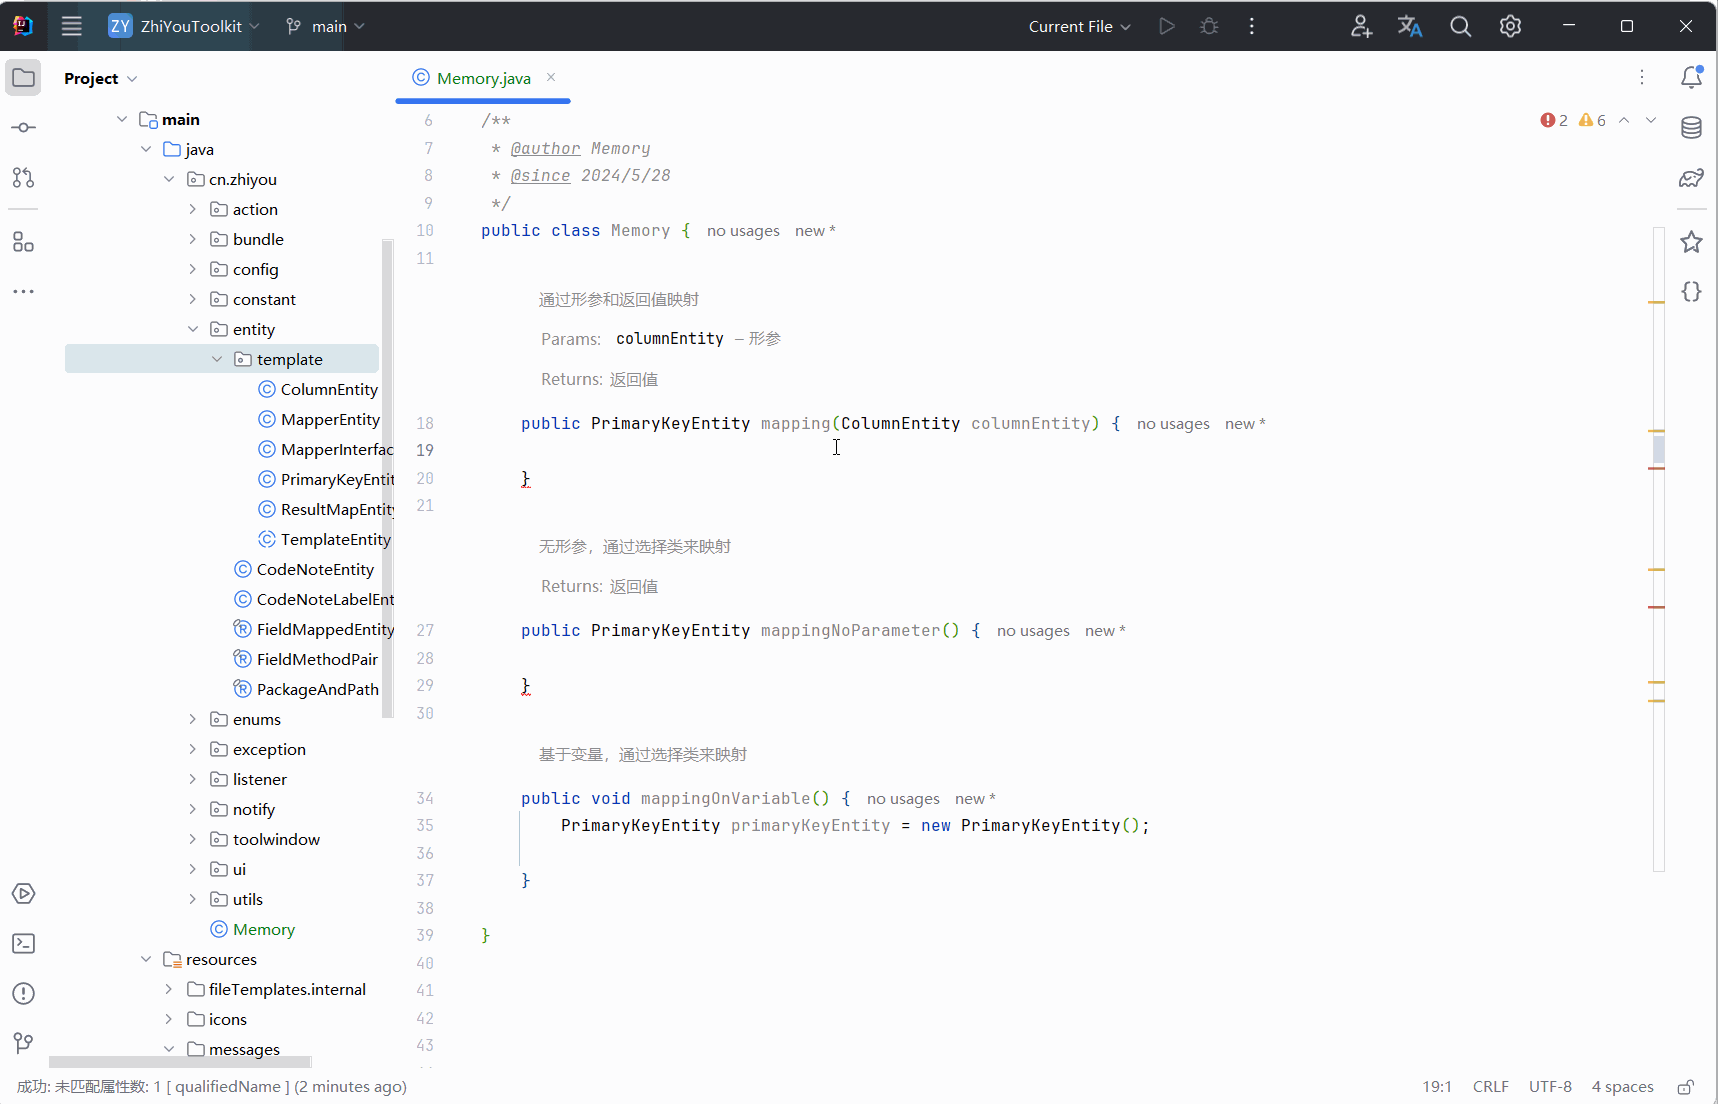 ZY ZhiYouToolkit main Current File
Project
Memory.java
main
java
cn.zhiyou
action
bundle
config
constant
entity
template
ColumnEntity
MapperEntity
MapperInterfac
PrimaryKeyEntit
ResultMapEntity
TemplateEntity
CodeNoteEntity
CodeNoteLabelEnt
FieldMappedEntity
FieldMethodPair
PackageAndPath
enums
exception
listener
notify
toolwindow
ui
utils
Memory
resources
fileTemplates.internal
icons
messages
2 6
6 /**
7 * @author Memory
8 * @since 2024/5/28
9 */
10 public class Memory { no usages new *
11
通过形参和返回值映射
Params: columnEntity – 形参
Returns: 返回值
18 public PrimaryKeyEntity mapping(ColumnEntity columnEntity) { no usages new *
19
20 }
21
无形参，通过选择类来映射
Returns: 返回值
27 public PrimaryKeyEntity mappingNoParameter() { no usages new *
28
29 }
30
基于变量，通过选择类来映射
34 public void mappingOnVariable() { no usages new *
35 PrimaryKeyEntity primaryKeyEntity = new PrimaryKeyEntity();
36
37 }
38
39 }
40
41
42
43
成功: 未匹配属性数: 1 [ qualifiedName ] (2 minutes ago)
19:1 CRLF UTF-8 4 spaces